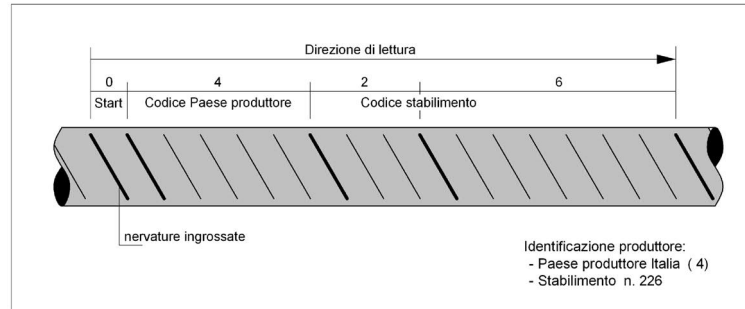 Direzione di lettura
0 4 2 6
Start Codice Paese produttore Codice stabilimento
nervature ingrossate
Identificazione produttore:
- Paese produttore Italia ( 4)
- Stabilimento n. 226